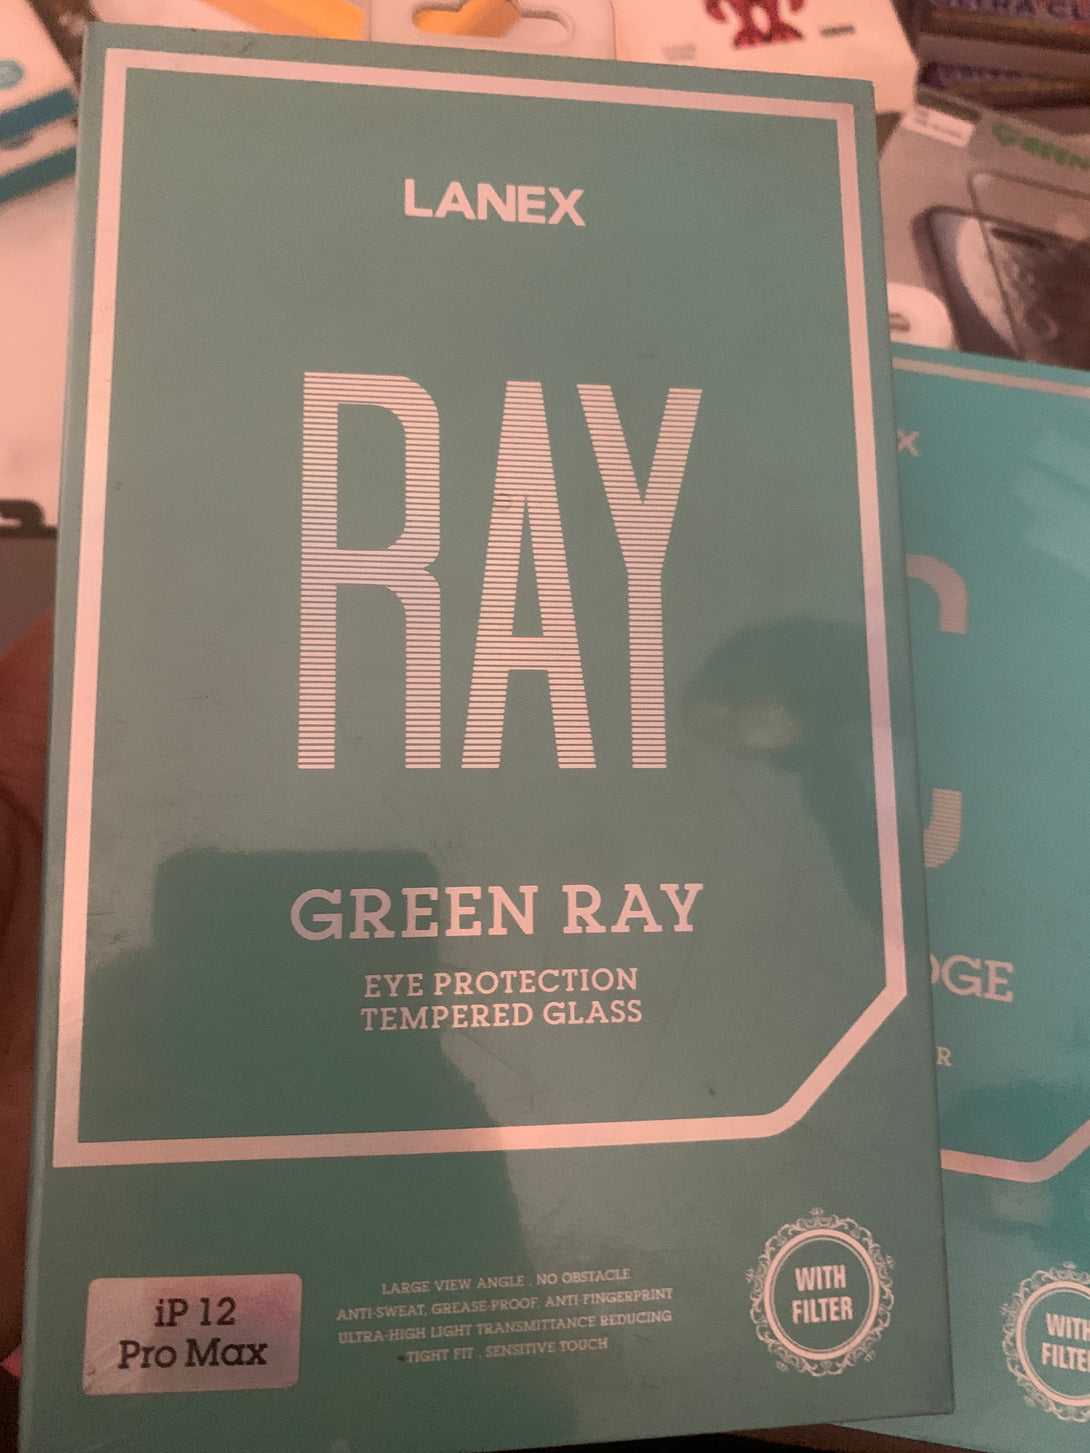 LANEX
RAY
GREEN RAY
EYE PROTECTION
TEMPERED GLASS
iP 12
Pro Max
LARGE VIEW ANGLE . NO OBSTACLE
ANTI-SWEAT, GREASE-PROOF, ANTI-FINGERPRINT
ULTRA-HIGH LIGHT TRANSMITTANCE REDUCING
TIGHT FIT . SENSITIVE TOUCH
WITH
FILTER
X
DGE
R
WITH
FILTE
GREEN